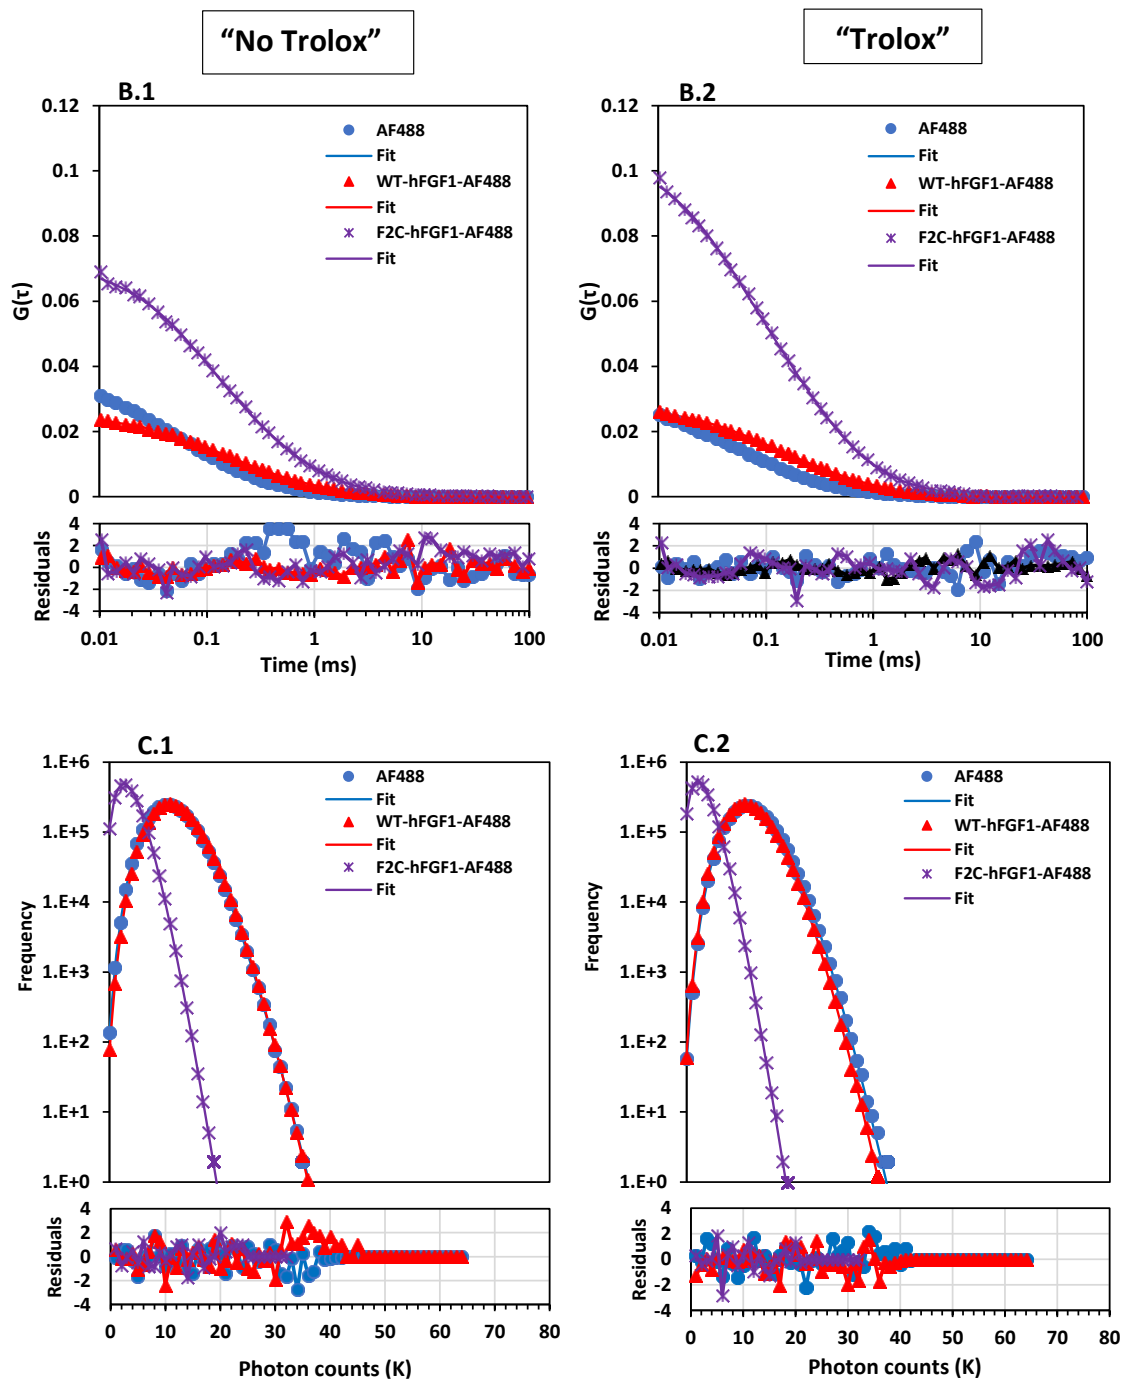 “No Trolox”
“Trolox”
B.1
0.12
0.1
0.08
0.06
0.04
0.02
0
G(τ)
AF488
Fit
WT-hFGF1-AF488
Fit
F2C-hFGF1-AF488
Fit
4
2
0
-2
-4
Residuals
0.01
0.1
1
10
100
Time (ms)
B.2
0.12
0.1
0.08
0.06
0.04
0.02
0
G(τ)
AF488
Fit
WT-hFGF1-AF488
Fit
F2C-hFGF1-AF488
Fit
4
2
0
-2
-4
Residuals
0.01
0.1
1
10
100
Time (ms)
C.1
1.E+6
1.E+5
1.E+4
1.E+3
1.E+2
1.E+1
1.E+0
Frequency
AF488
Fit
WT-hFGF1-AF488
Fit
F2C-hFGF1-AF488
Fit
4
2
0
-2
-4
Residuals
0 10 20 30 40 50 60 70 80
Photon counts (K)
C.2
1.E+6
1.E+5
1.E+4
1.E+3
1.E+2
1.E+1
1.E+0
Frequency
AF488
Fit
WT-hFGF1-AF488
Fit
F2C-hFGF1-AF488
Fit
4
2
0
-2
-4
Residuals
0 10 20 30 40 50 60 70 80
Photon counts (K)